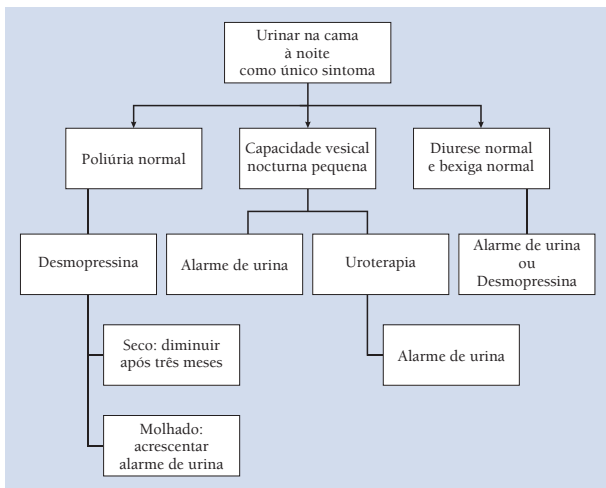 Urinar na cama
à noite
como único sintoma
Poliúria normal
Capacidade vesical
nocturna pequena
Diurese normal
e bexiga normal
Desmopressina
Alarme de urina
Uroterapia
Alarme de urina
ou
Desmopressina
Seco: diminuir
após três meses
Alarme de urina
Molhado:
acrescentar
alarme de urina